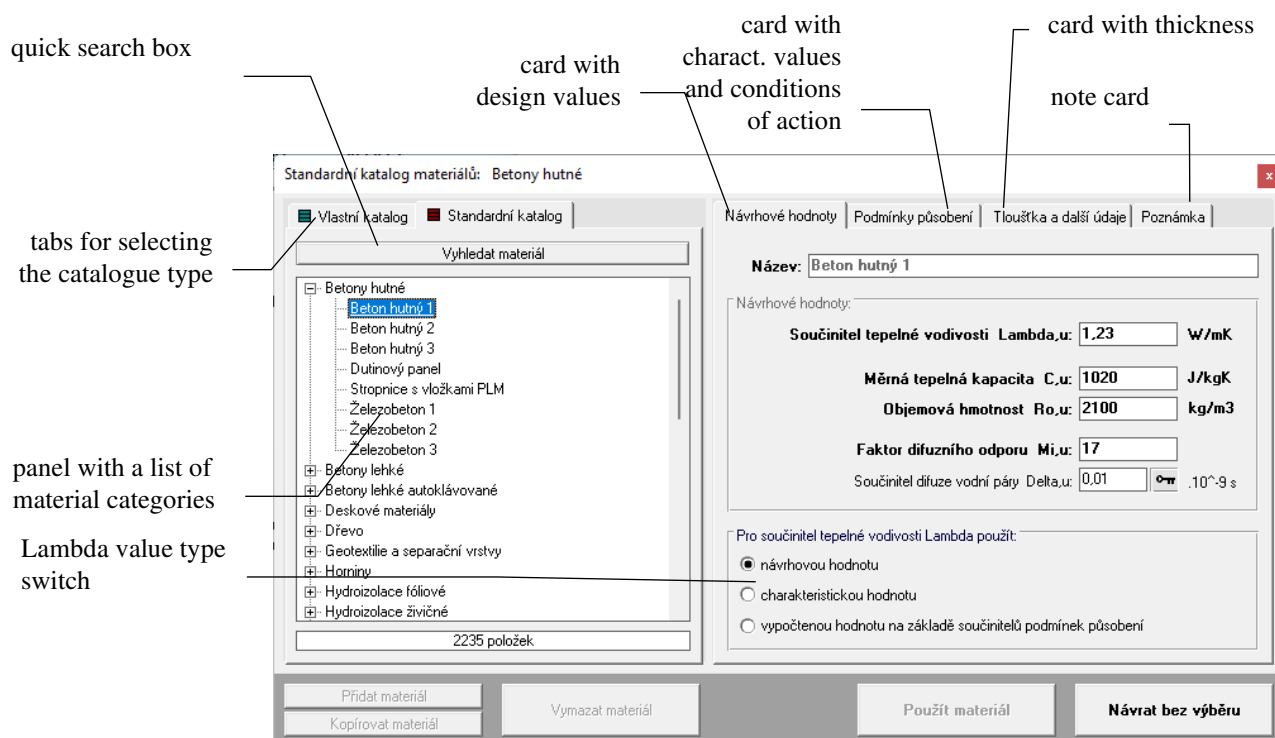 quick search box
card with
design values
card with
charact. values
and conditions
of action
card with thickness
note card
tabs for selecting
the catalogue type
panel with a list of
material categories
Lambda value type
switch
Standardní katalog materiálů: Betony hutné
x
Vlastní katalog
Standardní katalog
Vyhledat materiál
Betony hutné
Beton hutný 1
Beton hutný 2
Beton hutný 3
Dutinový panel
Stropnice s vložkami PLM
Železobeton 1
Železobeton 2
Železobeton 3
Betony lehké
Betony lehké autoklávované
Deskové materiály
Dřevo
Geotextilie a separační vrstvy
Horniny
Hydroizolace fóliové
Hydroizolace živičné
2235 položek
Návrhové hodnoty
Podmínky působení
Tloušťka a další údaje
Poznámka
Název: Beton hutný 1
Návrhové hodnoty:
Součinitel tepelné vodivosti Lambda,u: 1,23 W/mK
Měrná tepelná kapacita C,u: 1020 J/kgK
Objemová hmotnost Ro,u: 2100 kg/m3
Faktor difuzního odporu Mi,u: 17
Součinitel difuze vodní páry Delta,u: 0,01 .10^-9 s
Pro součinitel tepelné vodivosti Lambda použít:
návrhovou hodnotu
charakteristickou hodnotu
vypočtenou hodnotu na základě součinitelů podmínek působení
Přidat materiál
Kopírovat materiál
Vymazat materiál
Použít materiál
Návrat bez výběru